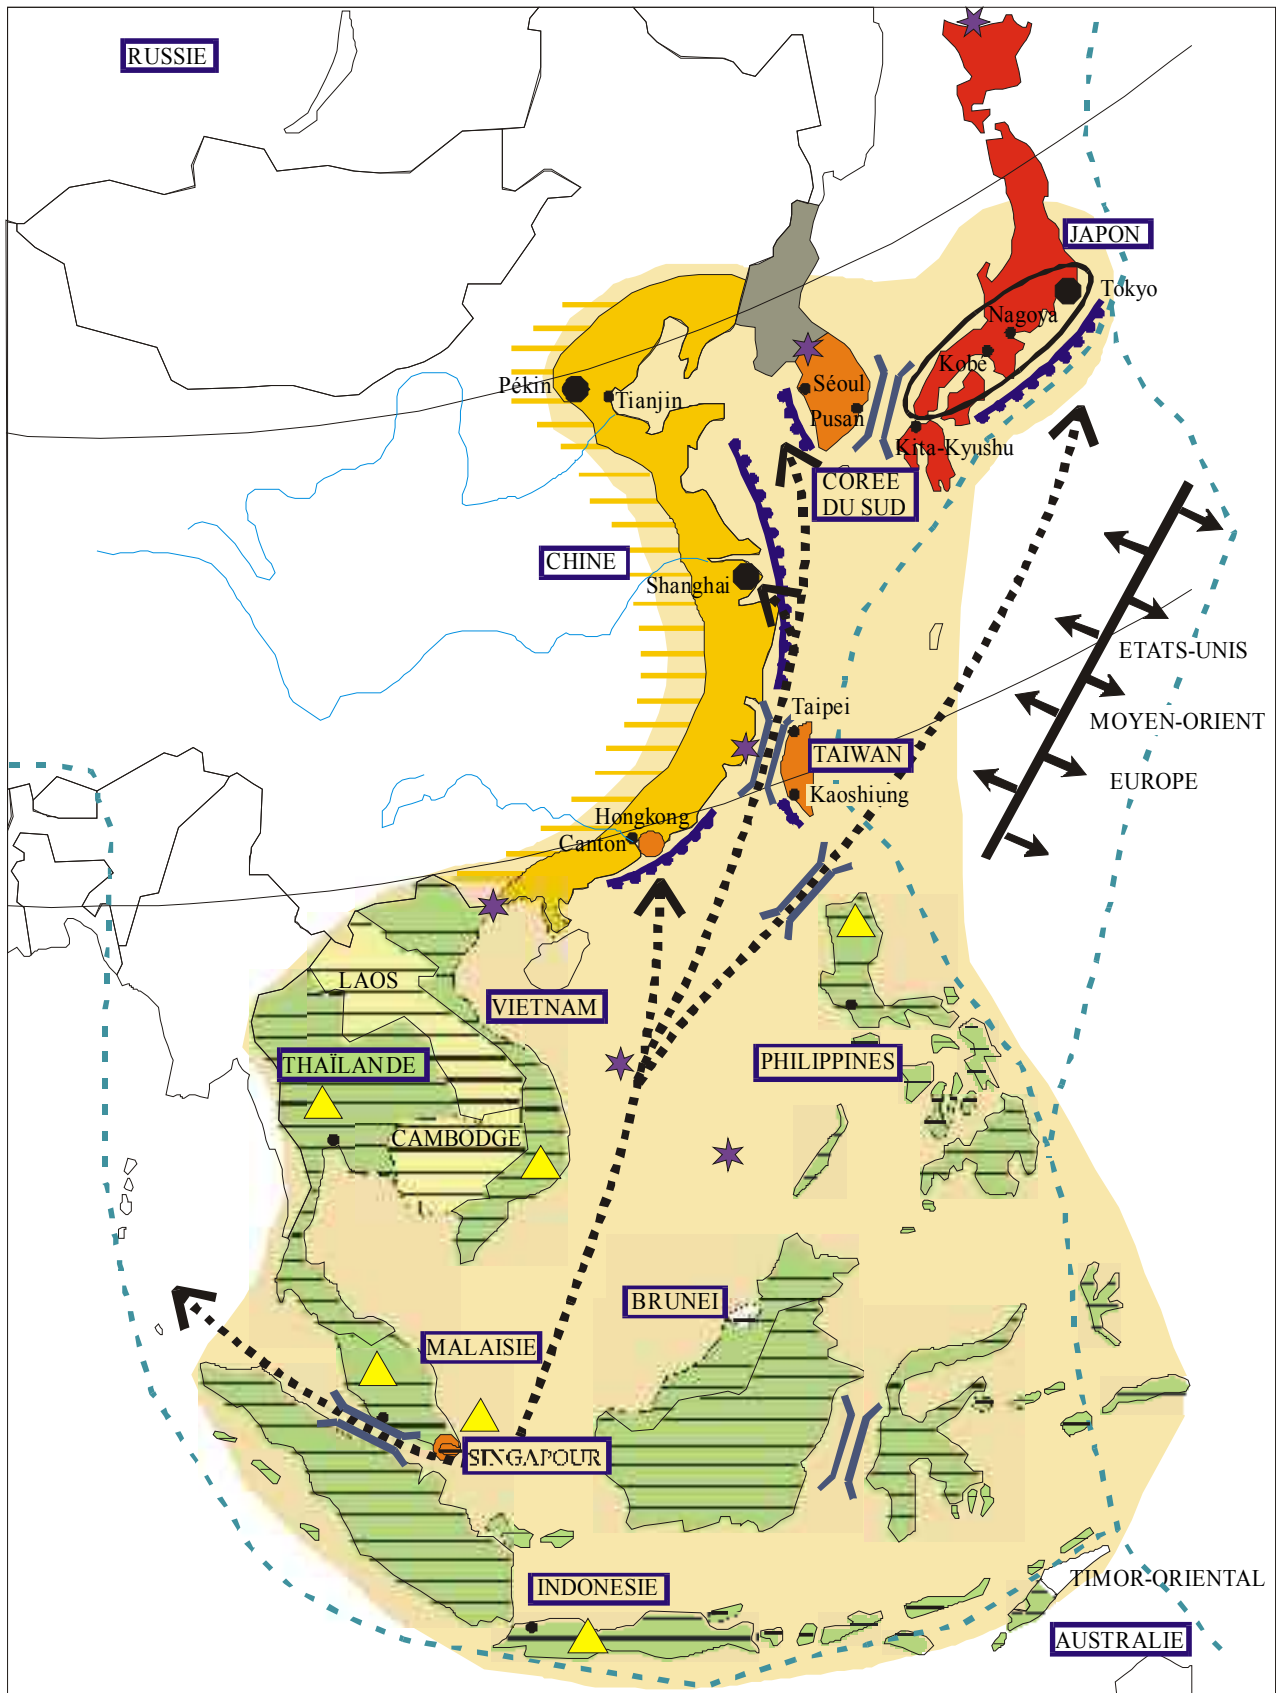 RUSSIE
JAPON
Tokyo
Nagoya
Kobé
Pékin
Tianjin
Séoul
Pusan
Kita-Kyushu
COREE
DU SUD
CHINE
Shanghai
ETATS-UNIS
MOYEN-ORIENT
EUROPE
Taipei
TAIWAN
Kaoshiung
Hongkong
Canton
LAOS
VIETNAM
THAÏLANDE
PHILIPPINES
CAMBODGE
BRUNEI
MALAISIE
SINGAPOUR
INDONESIE
TIMOR-ORIENTAL
AUSTRALIE